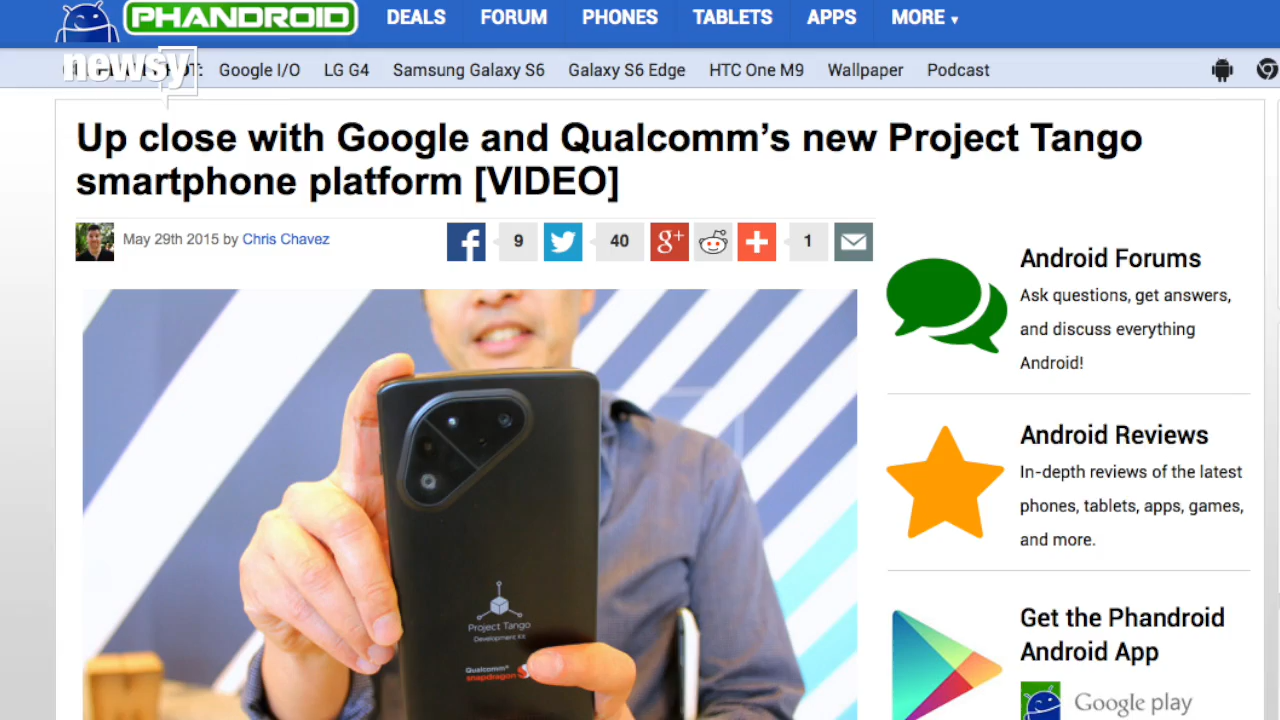 PHANDROID
DEALS
FORUM
PHONES
TABLETS
APPS
MORE
newsy
Google I/O
LG G4
Samsung Galaxy S6
Galaxy S6 Edge
HTC One M9
Wallpaper
Podcast
Up close with Google and Qualcomm's new Project Tango
smartphone platform [VIDEO]
May 29th 2015 by Chris Chavez
9
40
g+
1
Android Forums
Ask questions, get answers,
and discuss everything
Android!
Android Reviews
In-depth reviews of the latest
phones, tablets, apps, games,
and more.
Get the Phandroid
Android App
Google play
Project Tango
Development Kit
Qualcomm
snapdragon